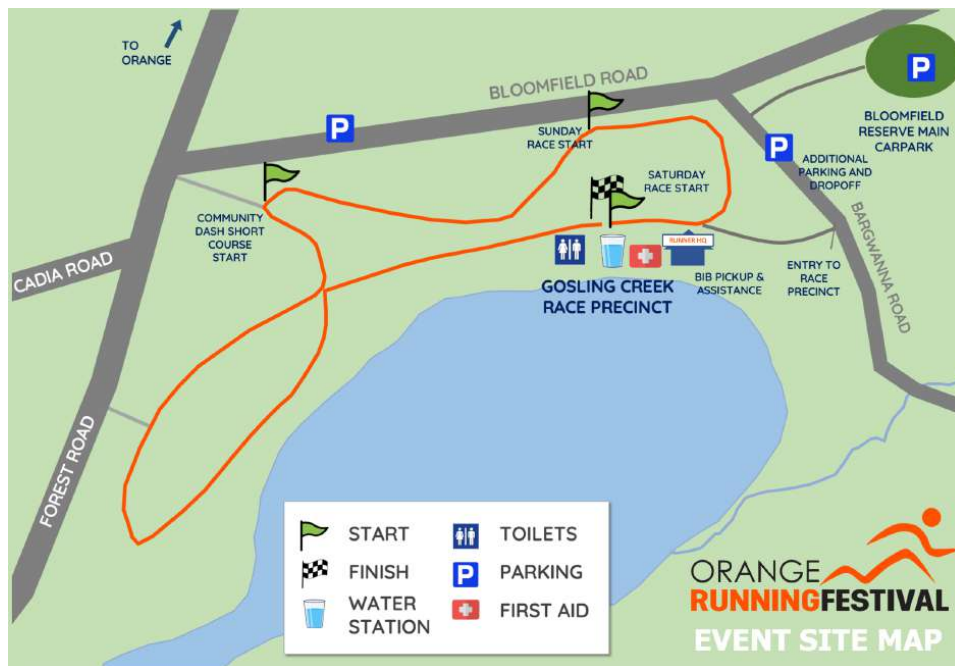 TO
ORANGE
BLOOMFIELD ROAD
P
P
BLOOMFIELD
RESERVE MAIN
CARPARK
SUNDAY
RACE START
P
ADDITIONAL
PARKING AND
DROPOFF
SATURDAY
RACE START
COMMUNITY
DASH SHORT
COURSE
START
CADIA ROAD
RUNNER HQ
BIB PICKUP &
ASSISTANCE
ENTRY TO
RACE
PRECINCT
BARGWANNA ROAD
GOSLING CREEK
RACE PRECINCT
FOREST ROAD
START
FINISH
WATER
STATION
TOILETS
P PARKING
FIRST AID
ORANGE
RUNNINGFESTIVAL
EVENT SITE MAP